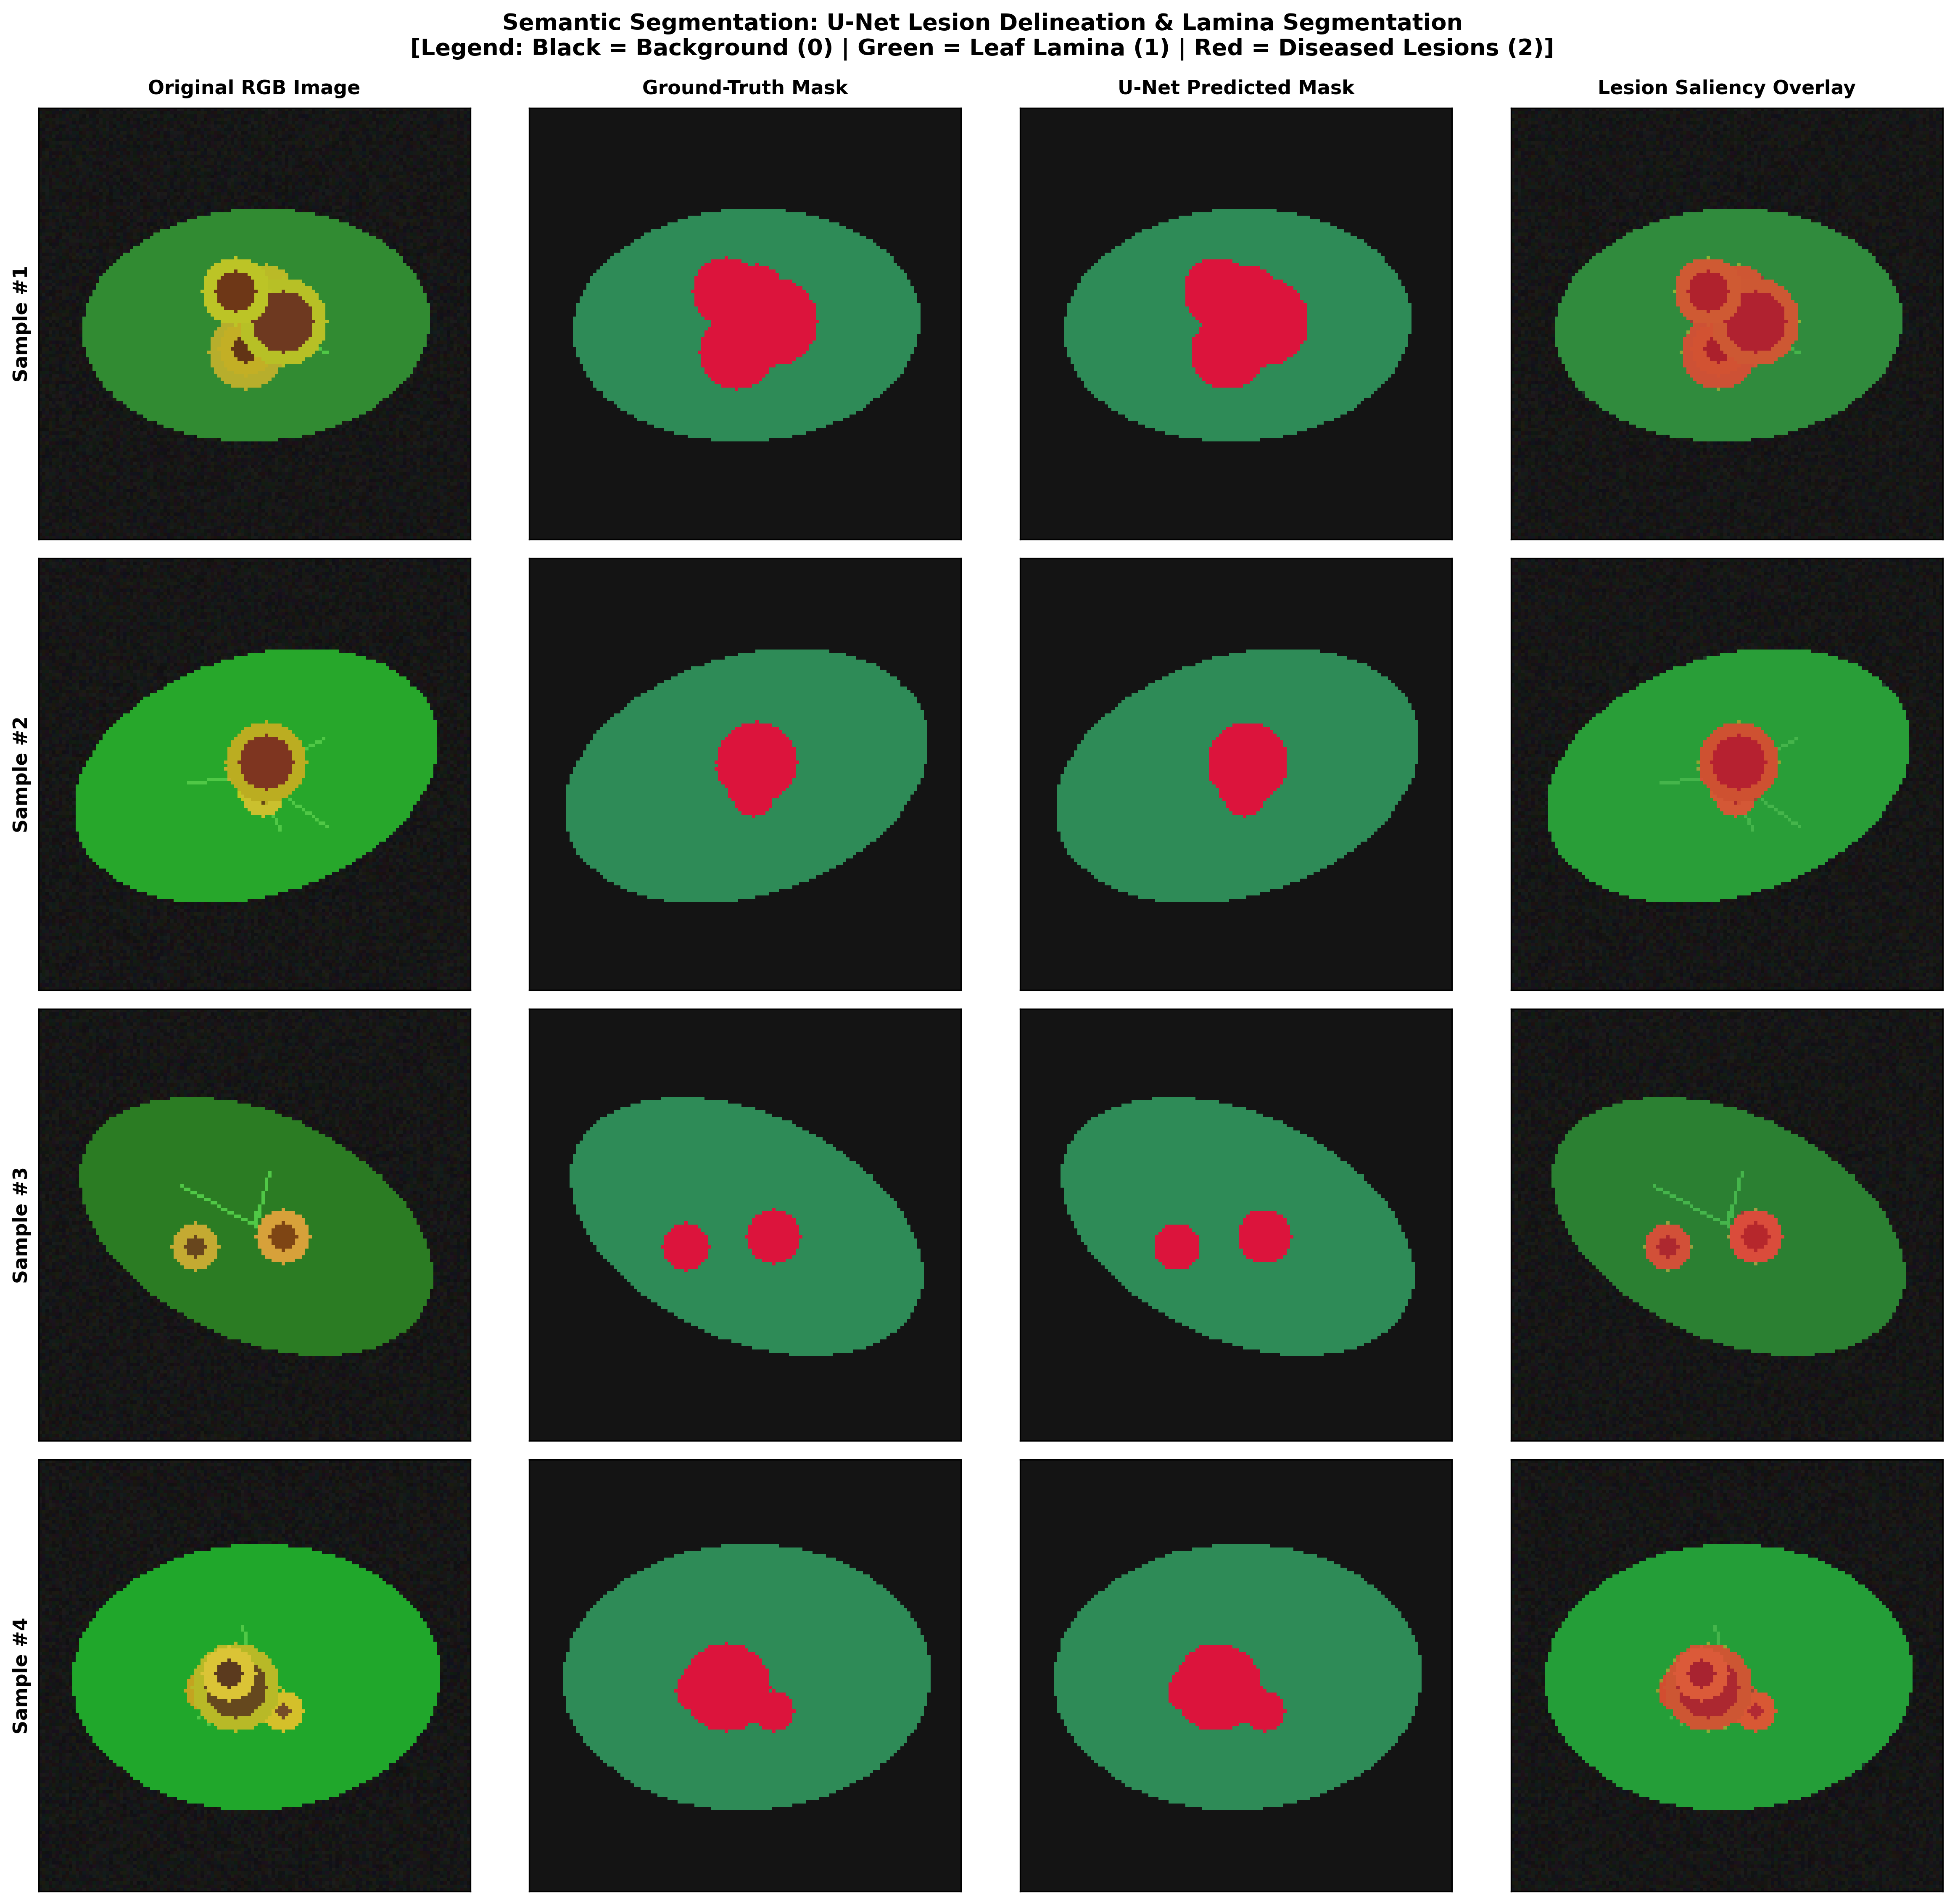 Semantic Segmentation: U-Net Lesion Delineation & Lamina Segmentation
[Legend: Black = Background (0) | Green = Leaf Lamina (1) | Red = Diseased Lesions (2)]
Original RGB Image
Ground-Truth Mask
U-Net Predicted Mask
Lesion Saliency Overlay
Sample #1
Sample #2
Sample #3
Sample #4